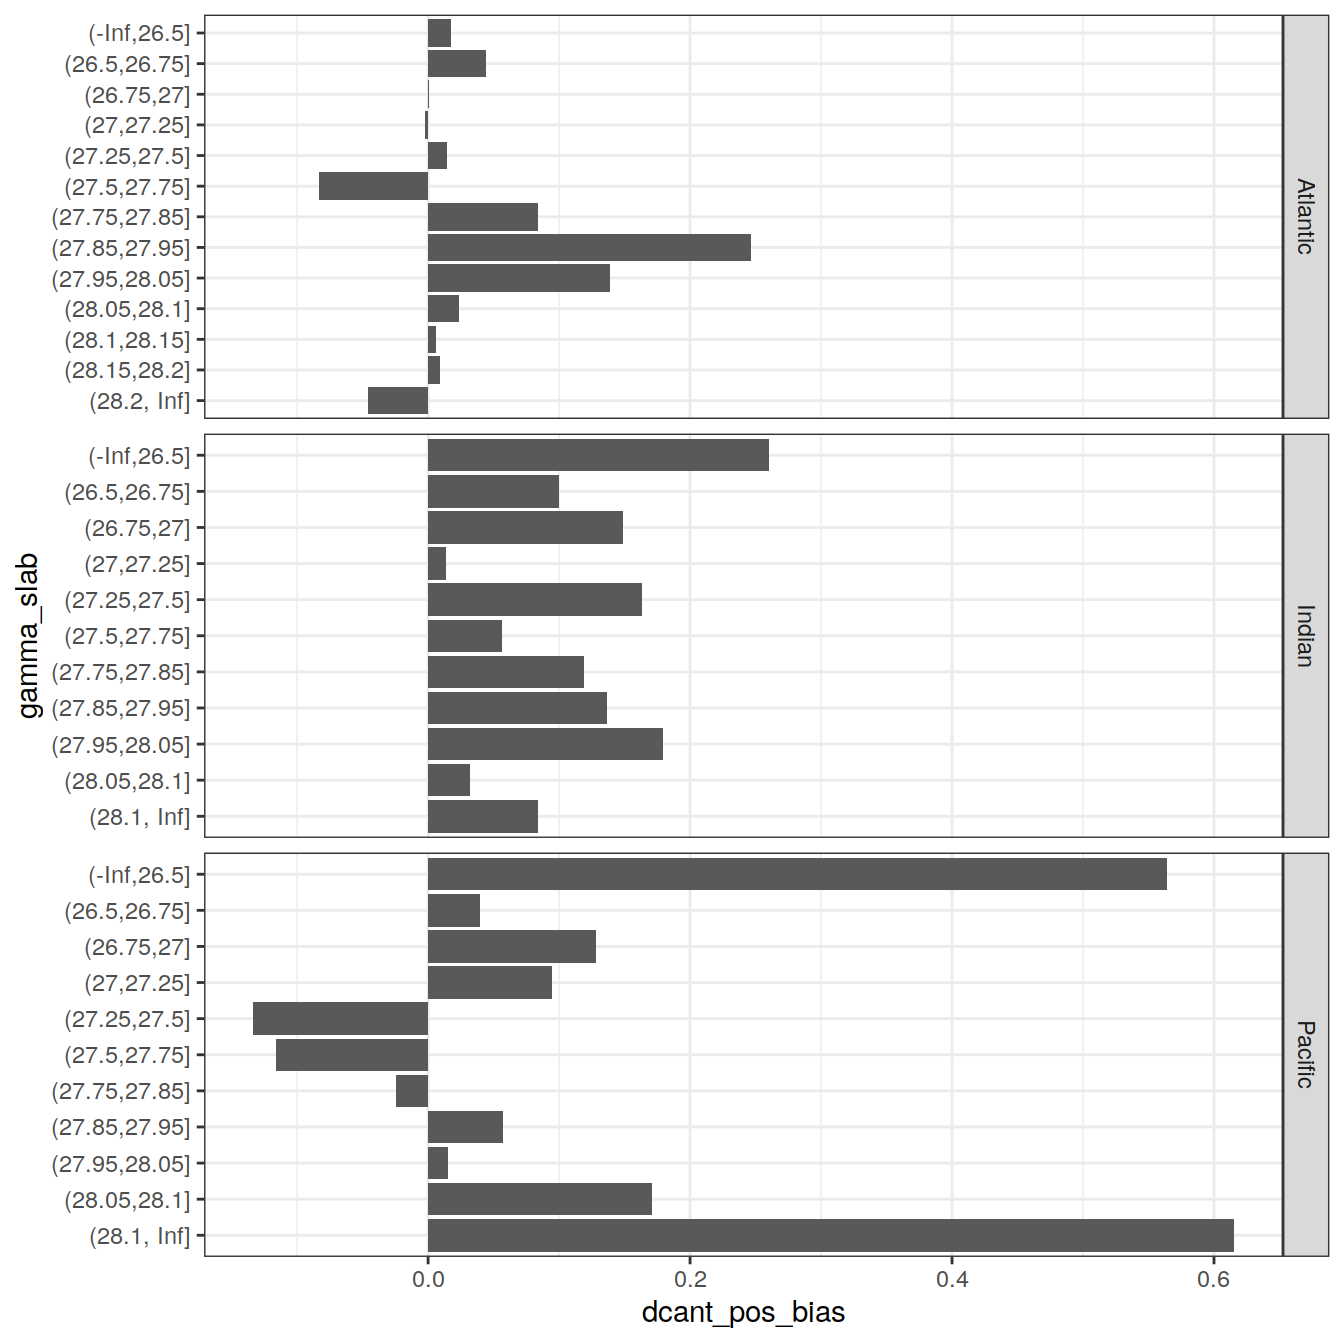 (-Inf,26.5]
(26.5,26.75]
(26.75,27]
(27,27.25]
(27.25,27.5]
(27.5,27.75]
(27.75,27.85]
(27.85,27.95]
(27.95,28.05]
(28.05,28.1]
(28.1,28.15]
(28.15,28.2]
(28.2, Inf]
Atlantic
(-Inf,26.5]
(26.5,26.75]
(26.75,27]
(27,27.25]
(27.25,27.5]
(27.5,27.75]
(27.75,27.85]
(27.85,27.95]
(27.95,28.05]
(28.05,28.1]
(28.1, Inf]
Indian
gamma_slab
(-Inf,26.5]
(26.5,26.75]
(26.75,27]
(27,27.25]
(27.25,27.5]
(27.5,27.75]
(27.75,27.85]
(27.85,27.95]
(27.95,28.05]
(28.05,28.1]
(28.1, Inf]
Pacific
0.0 0.2 0.4 0.6
dcant_pos_bias